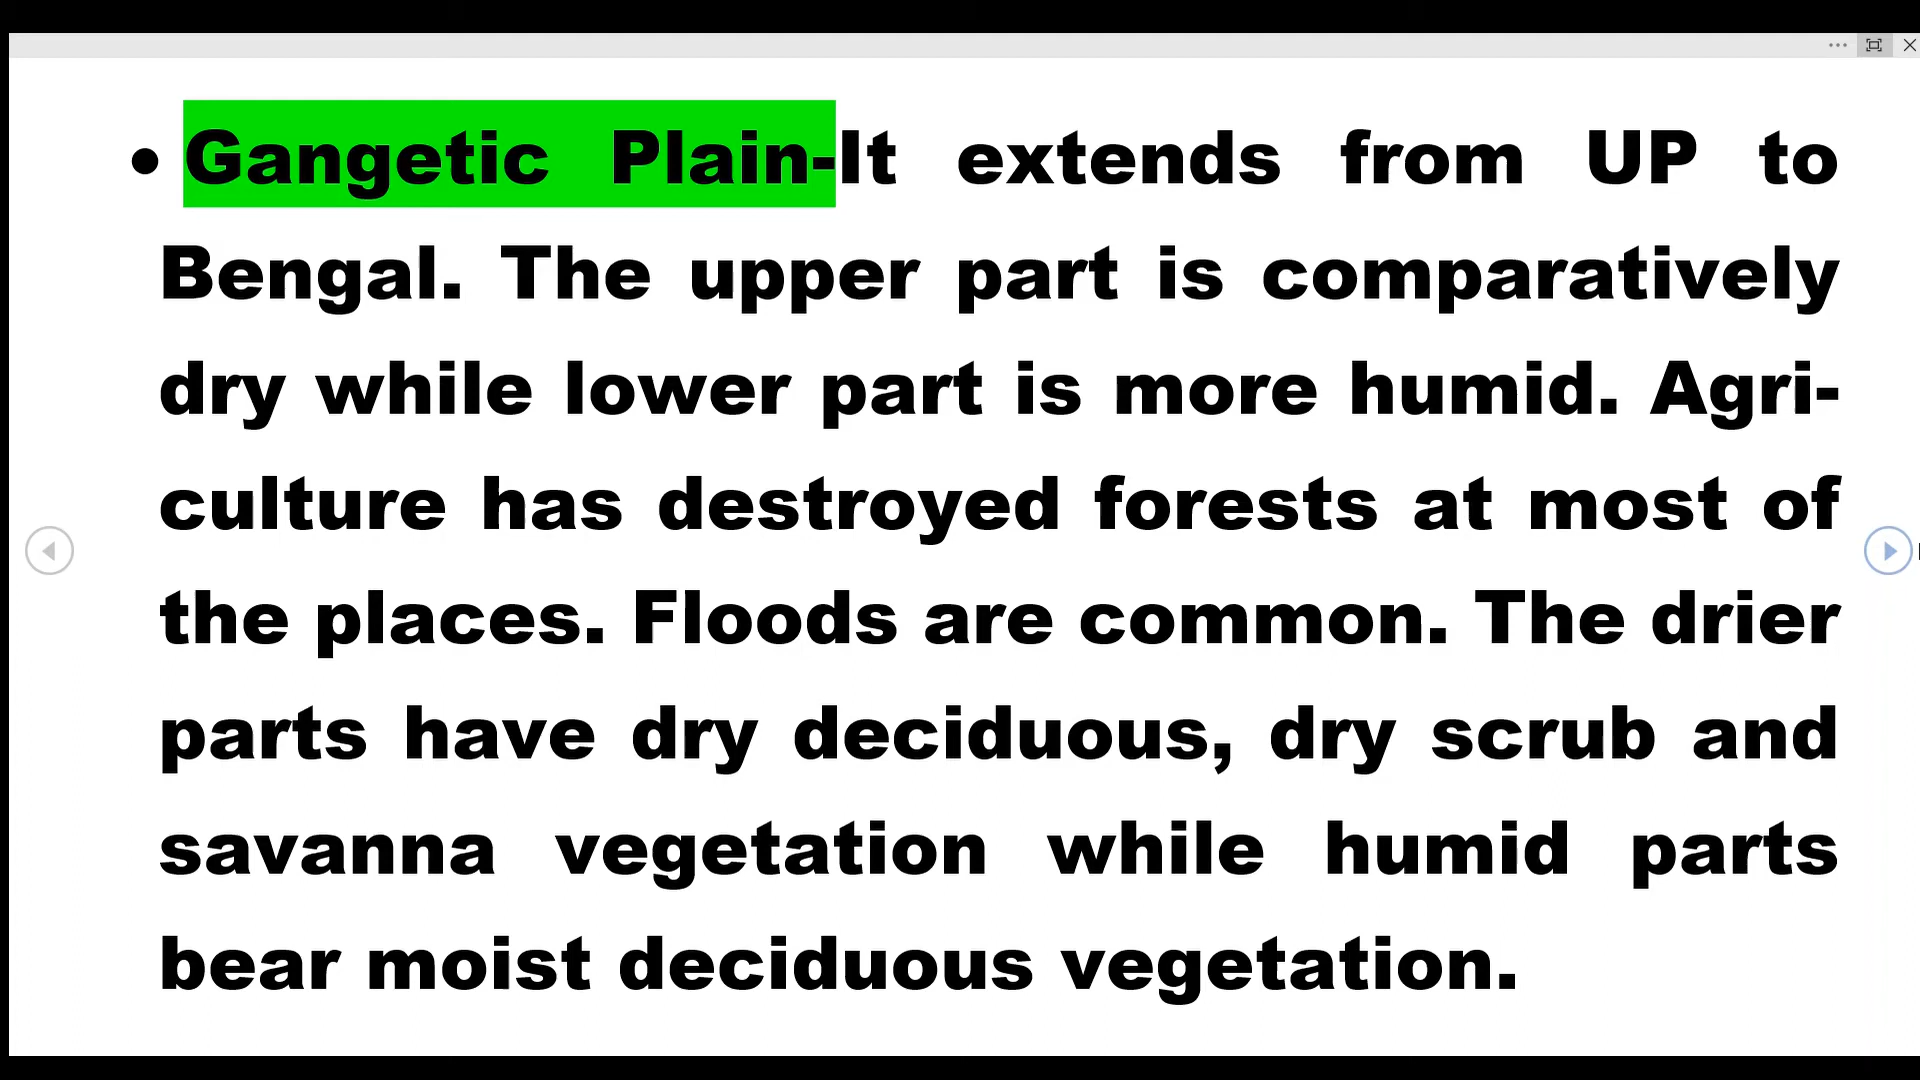 • Gangetic Plain-It extends from UP to
Bengal. The upper part is comparatively
dry while lower part is more humid. Agri-
culture has destroyed forests at most of
the places. Floods are common. The drier
parts have dry deciduous, dry scrub and
savanna vegetation while humid parts
bear moist deciduous vegetation.